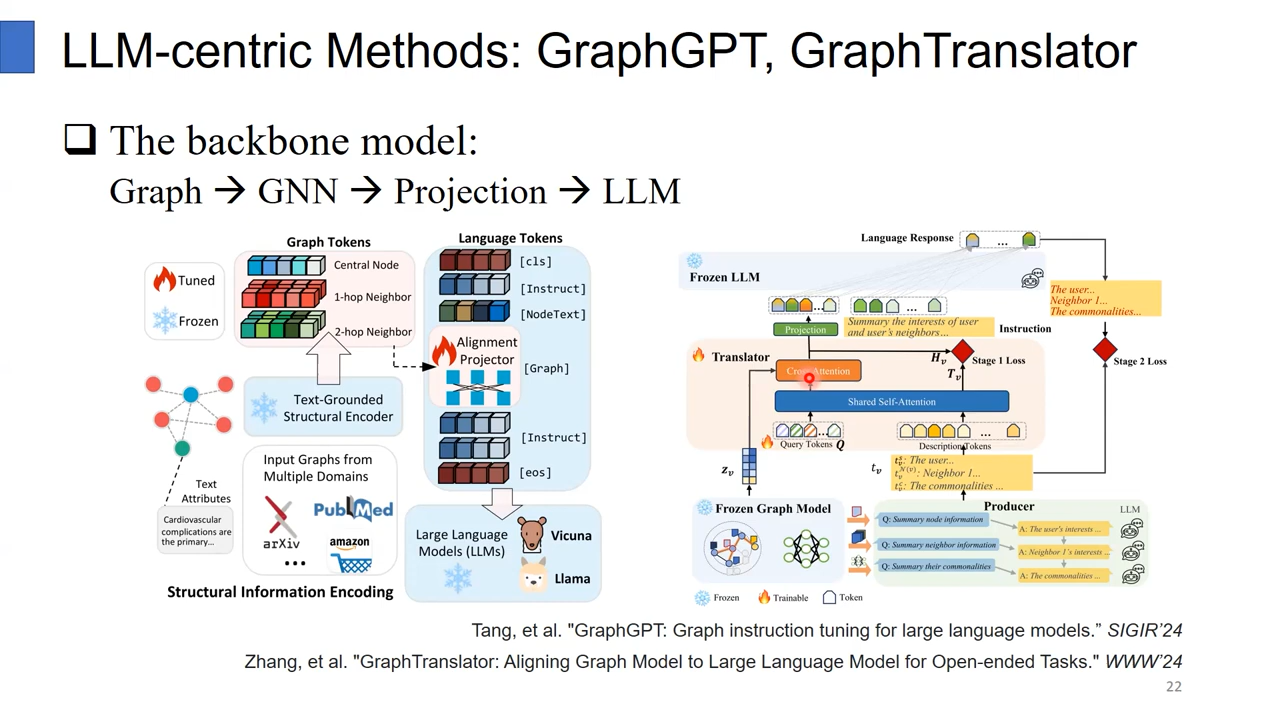 LLM-centric Methods: GraphGPT, GraphTranslator
❑ The backbone model:
Graph → GNN → Projection → LLM
Graph Tokens
Language Tokens
Tuned
Frozen
Central Node
1-hop Neighbor
2-hop Neighbor
[cls]
[Instruct]
[NodeText]
Alignment
Projector
[Graph]
[Instruct]
[eos]
Text-Grounded
Structural Encoder
Input Graphs from
Multiple Domains
arXiv
PubMed
amazon
...
Text
Attributes
Cardiovascular
complications are
the primary...
Structural Information Encoding
Large Language
Models (LLMs)
Vicuna
Llama
Language Response
...
Frozen LLM
The user...
Neighbor 1...
The commonalities...
...
...
Projection
Summary the interests of user
and user's neighbors...
Instruction
Translator
Hᵥ
Stage 1 Loss
Tᵥ
Stage 2 Loss
Shared Self-Attention
...
...
Query Tokens Q
Description Tokens
zᵥ
tᵥ
The user...
Neighbor 1...
The commonalities ...
Frozen Graph Model
Producer
LLM
Q: Summary node information
A: The user's interests ...
Q: Summary neighbor information
A: Neighbor 1's interests ...
Q: Summary their commonalities
A: The commonalities ...
Frozen
Trainable
Token
Tang, et al. "GraphGPT: Graph instruction tuning for large language models.” SIGIR’24
Zhang, et al. "GraphTranslator: Aligning Graph Model to Large Language Model for Open-ended Tasks." WWW’24
22